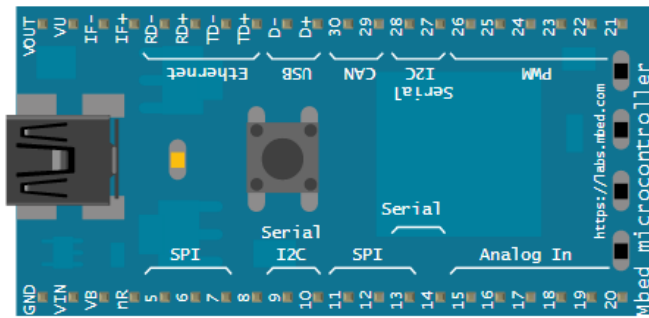 VOUT VU IF- IF+ RD- RD+ TD- TD+ D- D+ 30 29 28 27 26 25 24 23 22 21
Ethernet USB CAN I2C PWM
Serial
https://labs.mbed.com
Mbed microcontroller
Serial
Serial
SPI I2C SPI Analog In
GND VIN VB nR 5 6 7 8 9 10 11 12 13 14 15 16 17 18 19 20